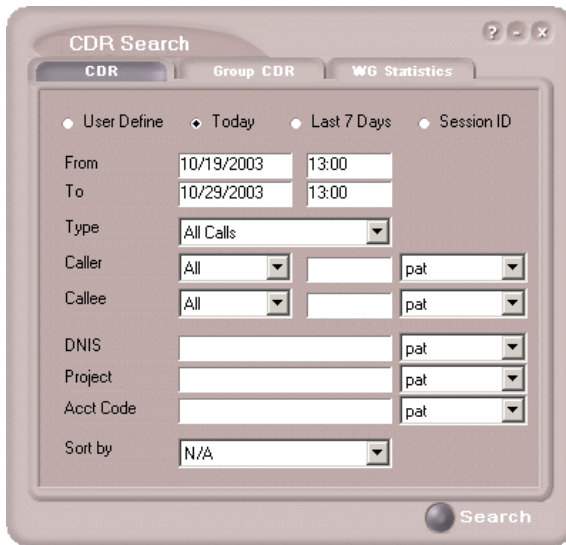 CDR Search ? - x
CDR Group CDR WG Statistics
User Define Today Last 7 Days Session ID
From 10/19/2003 13:00
To 10/29/2003 13:00
Type All Calls
Caller All pat
Callee All pat
DNIS pat
Project pat
Acct Code pat
Sort by N/A
Search